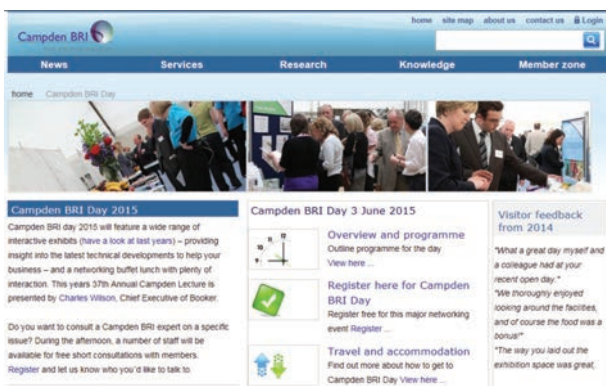 home site map about us contact us Login
Campden BRI
News Services Research Knowledge Member zone
home Campden BRI Day
Campden BRI Day 2015
Campden BRI day 2015 will feature a wide range of
interactive exhibits (have a look at last years) – providing
insight into the latest technical developments to help your
business – and a networking buffet lunch with plenty of
interaction. This years 37th Annual Campden Lecture is
presented by Charles Wilson, Chief Executive of Booker.
Do you want to consult a Campden BRI expert on a specific
issue? During the afternoon, a number of staff will be
available for free short consultations with members.
Register and let us know who you'd like to talk to.
Campden BRI Day 3 June 2015
Overview and programme
Outline programme for the day
View here ...
Register here for Campden
BRI Day
Register free for this major networking
event Register ...
Travel and accommodation
Find out more about how to get to
Campden BRI Day View here ...
Visitor feedback
from 2014
"What a great day myself and
a colleague had at your
recent open day."
"We thoroughly enjoyed
looking around the facilities,
and of course the food was a
bonus!"
"The way you laid out the
exhibition space was great,